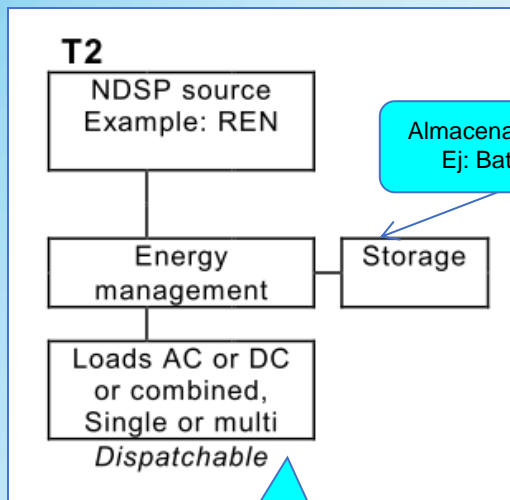 T2
NDSP source
Example: REN
Almacena
Ej: Bat
Energy
management
Storage
Loads AC or DC
or combined,
Single or multi
Dispatchable